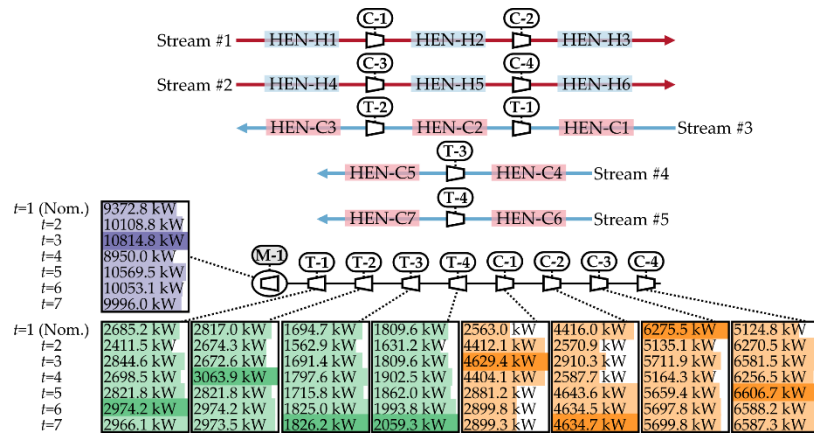 C-1 C-2
Stream #1 HEN-H1 HEN-H2 HEN-H3
C-3 C-4
Stream #2 HEN-H4 HEN-H5 HEN-H6
T-2 T-1
HEN-C3 HEN-C2 HEN-C1 Stream #3
T-3
HEN-C5 HEN-C4 Stream #4
T-4
HEN-C7 HEN-C6 Stream #5
t=1 (Nom.) 9372.8 kW
t=2 10108.8 kW
t=3 10814.8 kW
t=4 8950.0 kW
t=5 10569.5 kW
t=6 10053.1 kW
t=7 9996.0 kW
M-1 T-1 T-2 T-3 T-4 C-1 C-2 C-3 C-4
t=1 (Nom.) 2685.2 kW 2817.0 kW 1694.7 kW 1809.6 kW 2563.0 kW 4416.0 kW 6275.5 kW 5124.8 kW
t=2 2411.5 kW 2674.3 kW 1562.9 kW 1631.2 kW 4412.1 kW 2570.9 kW 5135.1 kW 6270.5 kW
t=3 2844.6 kW 2672.6 kW 1691.4 kW 1809.6 kW 4629.4 kW 2910.3 kW 5711.9 kW 6581.5 kW
t=4 2698.5 kW 3063.9 kW 1797.6 kW 1902.5 kW 4404.1 kW 2587.7 kW 5164.3 kW 6256.5 kW
t=5 2821.8 kW 2821.8 kW 1715.8 kW 1862.0 kW 2881.2 kW 4643.6 kW 5659.4 kW 6606.7 kW
t=6 2974.2 kW 2974.2 kW 1825.0 kW 1993.8 kW 2899.8 kW 4634.5 kW 5697.8 kW 6588.2 kW
t=7 2966.1 kW 2973.5 kW 1826.2 kW 2059.3 kW 2899.3 kW 4634.7 kW 5699.8 kW 6587.3 kW